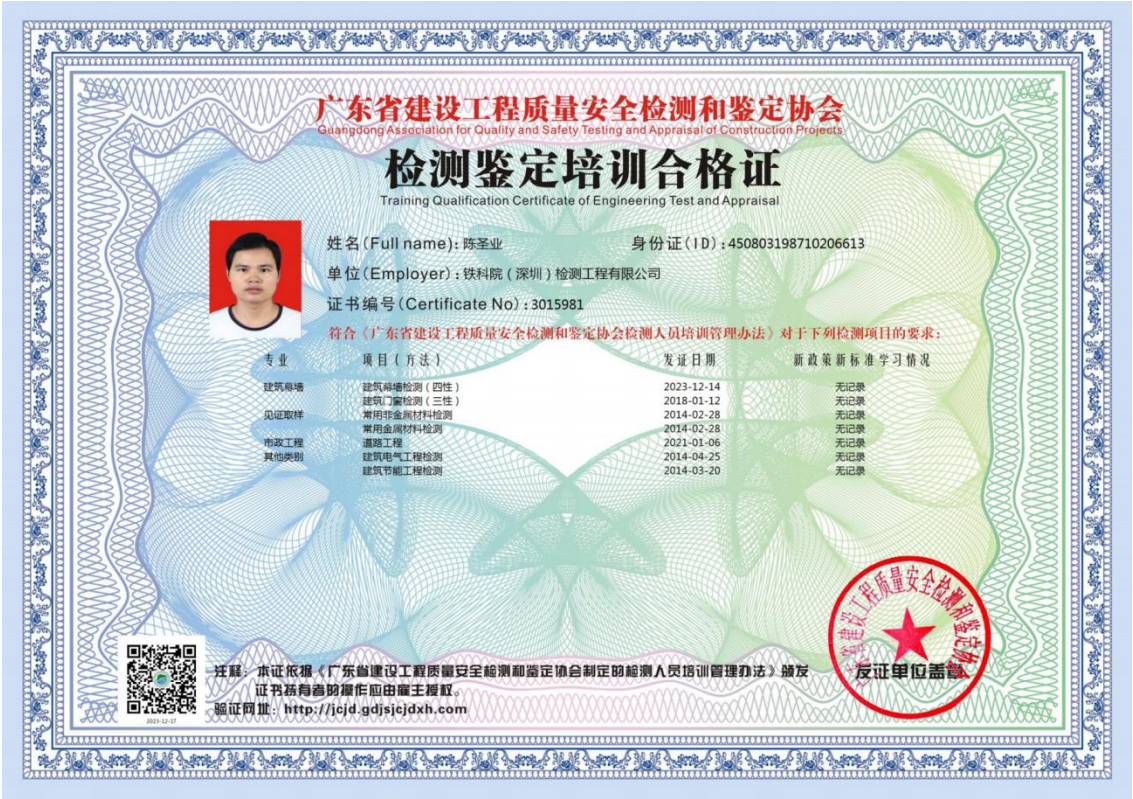 广东省建设工程质量安全检测和鉴定协会
Guangdong Association for Quality and Safety Testing and Appraisal of Construction Projects
检测鉴定培训合格证
Training Qualification Certificate of Engineering Test and Appraisal
姓名(Full name): 陈圣业 身份证(ID): 450803198710206613
单位(Employer): 铁科院（深圳）检测工程有限公司
证书编号(Certificate No): 3015981
符合《广东省建设工程质量安全检测和鉴定协会检测人员培训管理办法》对于下列检测项目的要求：
专业 项目（方法） 发证日期 新政策新标准学习情况
建筑幕墙 建筑幕墙检测（四性） 2023-12-14 无记录
建筑门窗检测（三性） 2018-01-12 无记录
见证取样 常用非金属材料检测 2014-02-28 无记录
常用金属材料检测 2014-02-28 无记录
市政工程 道路工程 2021-01-06 无记录
其他类别 建筑电气工程检测 2014-04-25 无记录
建筑节能工程检测 2014-03-20 无记录
广东省建设工程质量安全检测和鉴定协会
发证单位盖章
注释：本证依据《广东省建设工程质量安全检测和鉴定协会制定的检测人员培训管理办法》颁发
证书持有者的操作应由雇主授权。
验证网址：http://jcjd.gdjsjcjdxh.com
2023-12-17